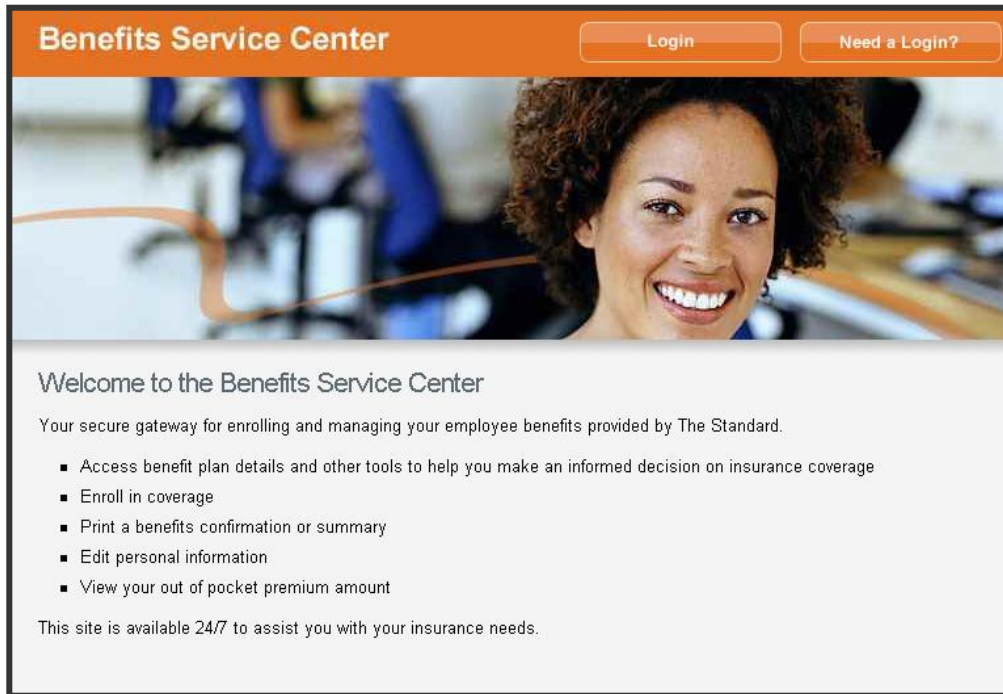 Benefits Service Center
Login
Need a Login?
Welcome to the Benefits Service Center
Your secure gateway for enrolling and managing your employee benefits provided by The Standard.
▪ Access benefit plan details and other tools to help you make an informed decision on insurance coverage
▪ Enroll in coverage
▪ Print a benefits confirmation or summary
▪ Edit personal information
▪ View your out of pocket premium amount
This site is available 24/7 to assist you with your insurance needs.